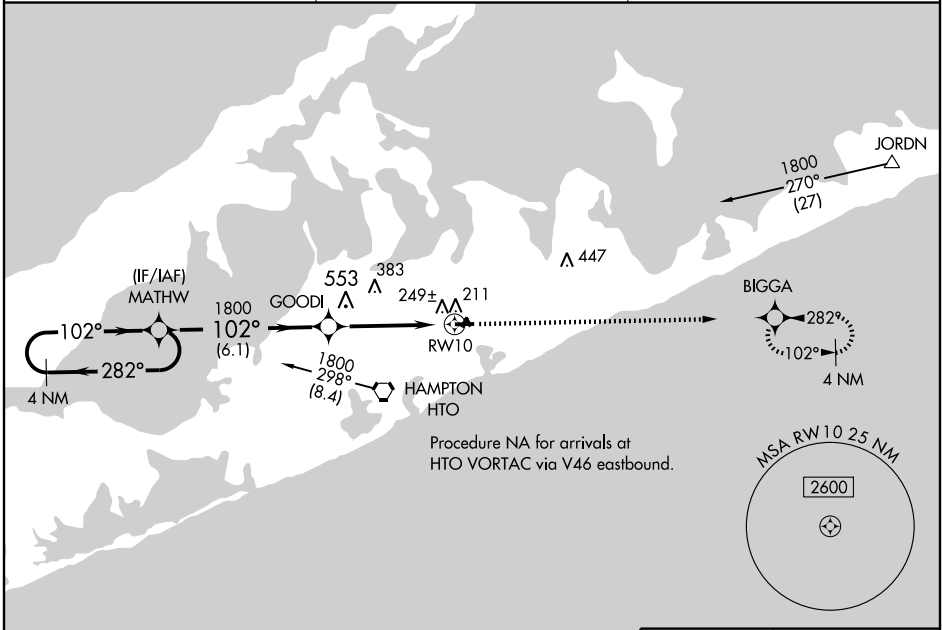 JORDN
1800
270°
(27)
447
(IF/IAF)
MATHW
553
383
GOODI
249±
211
BIGGA
1800
102°
102°
(6.1)
RW10
282°
282°
102°
4 NM
4 NM
1800
298°
(8.4)
HAMPTON
HTO
Procedure NA for arrivals at
HTO VORTAC via V46 eastbound.
MSA RW10 25 NM
2600